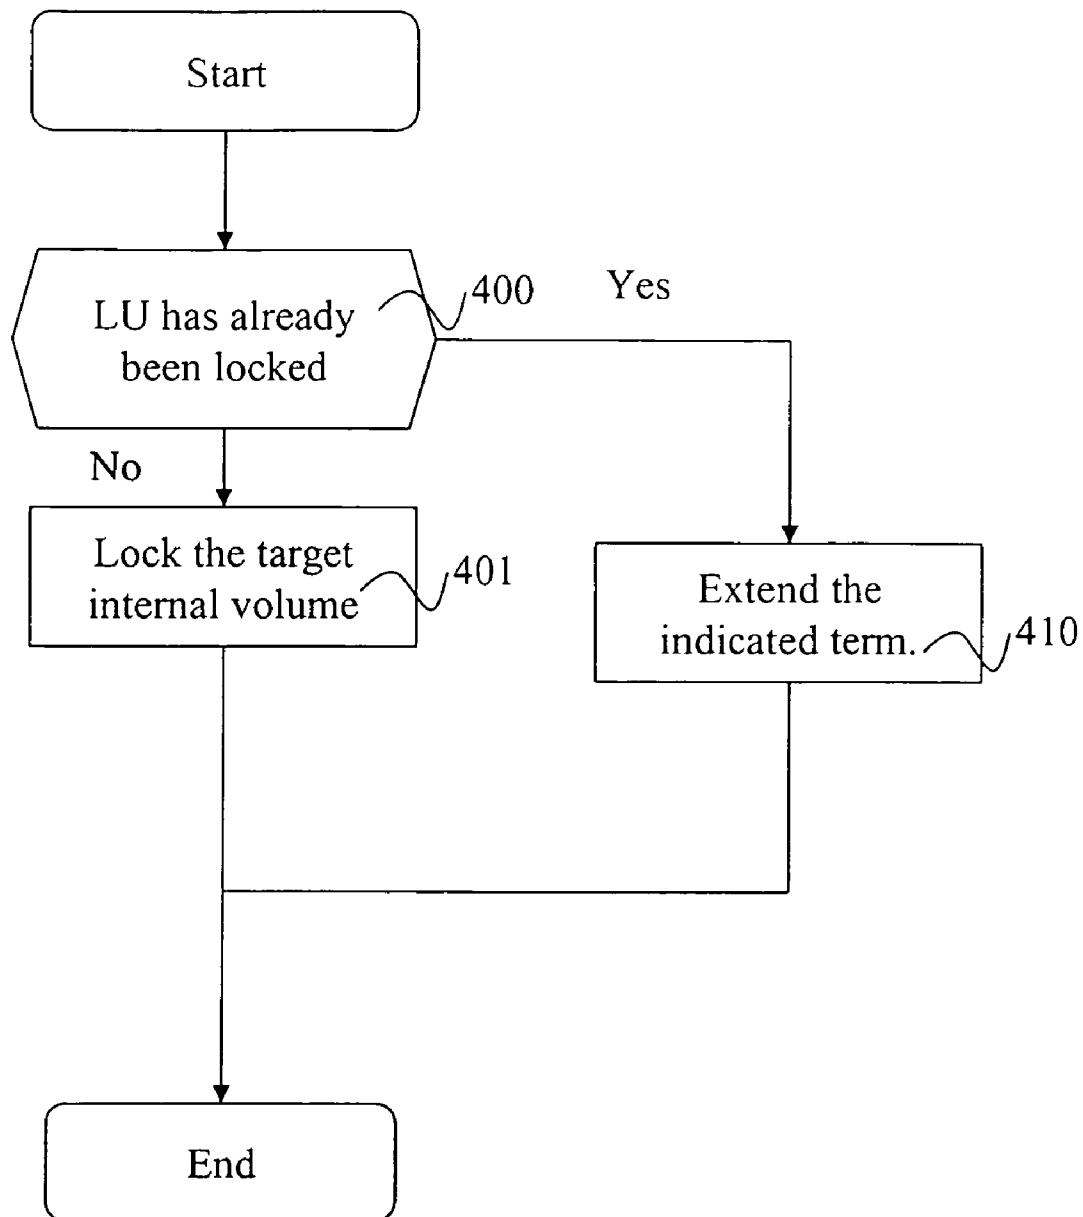 Start
LU has already
been locked
400
Yes
No
Lock the target
internal volume
401
Extend the
indicated term.
410
End